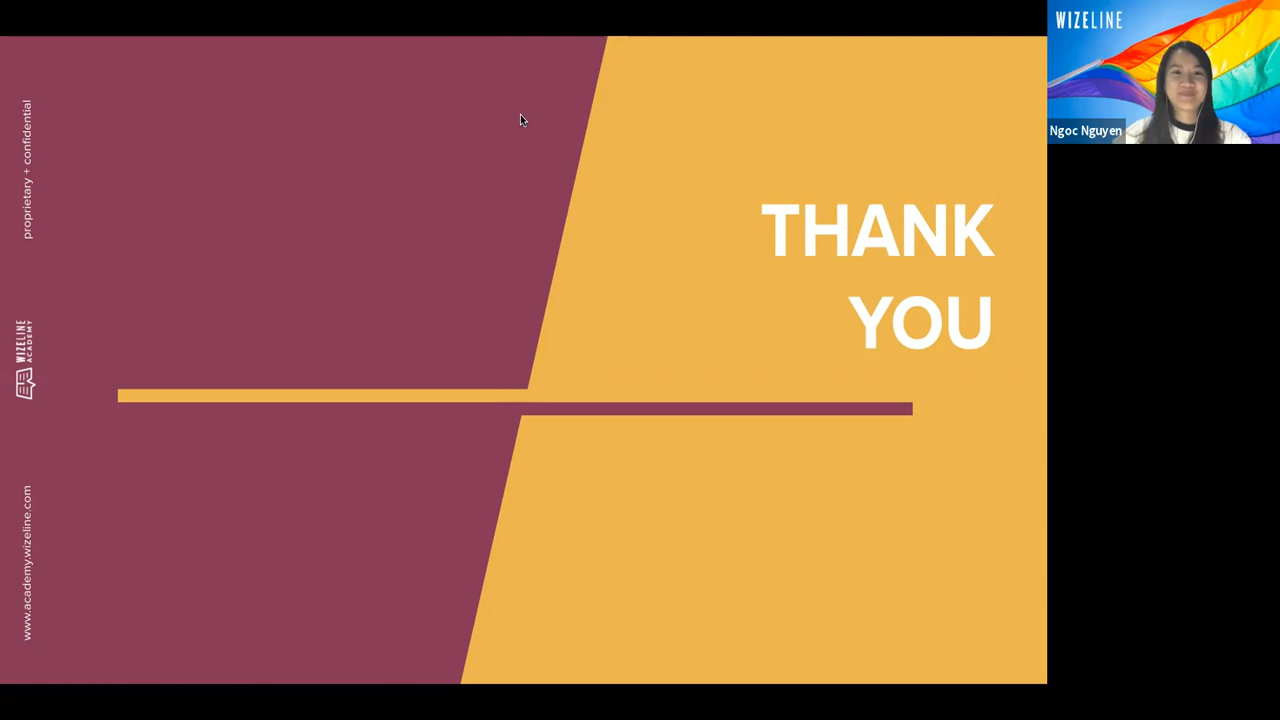 proprietary + confidential
WIZELINE
ACADEMY
www.academy.wizeline.com
THANK
YOU
WIZELINE
Ngoc Nguyen